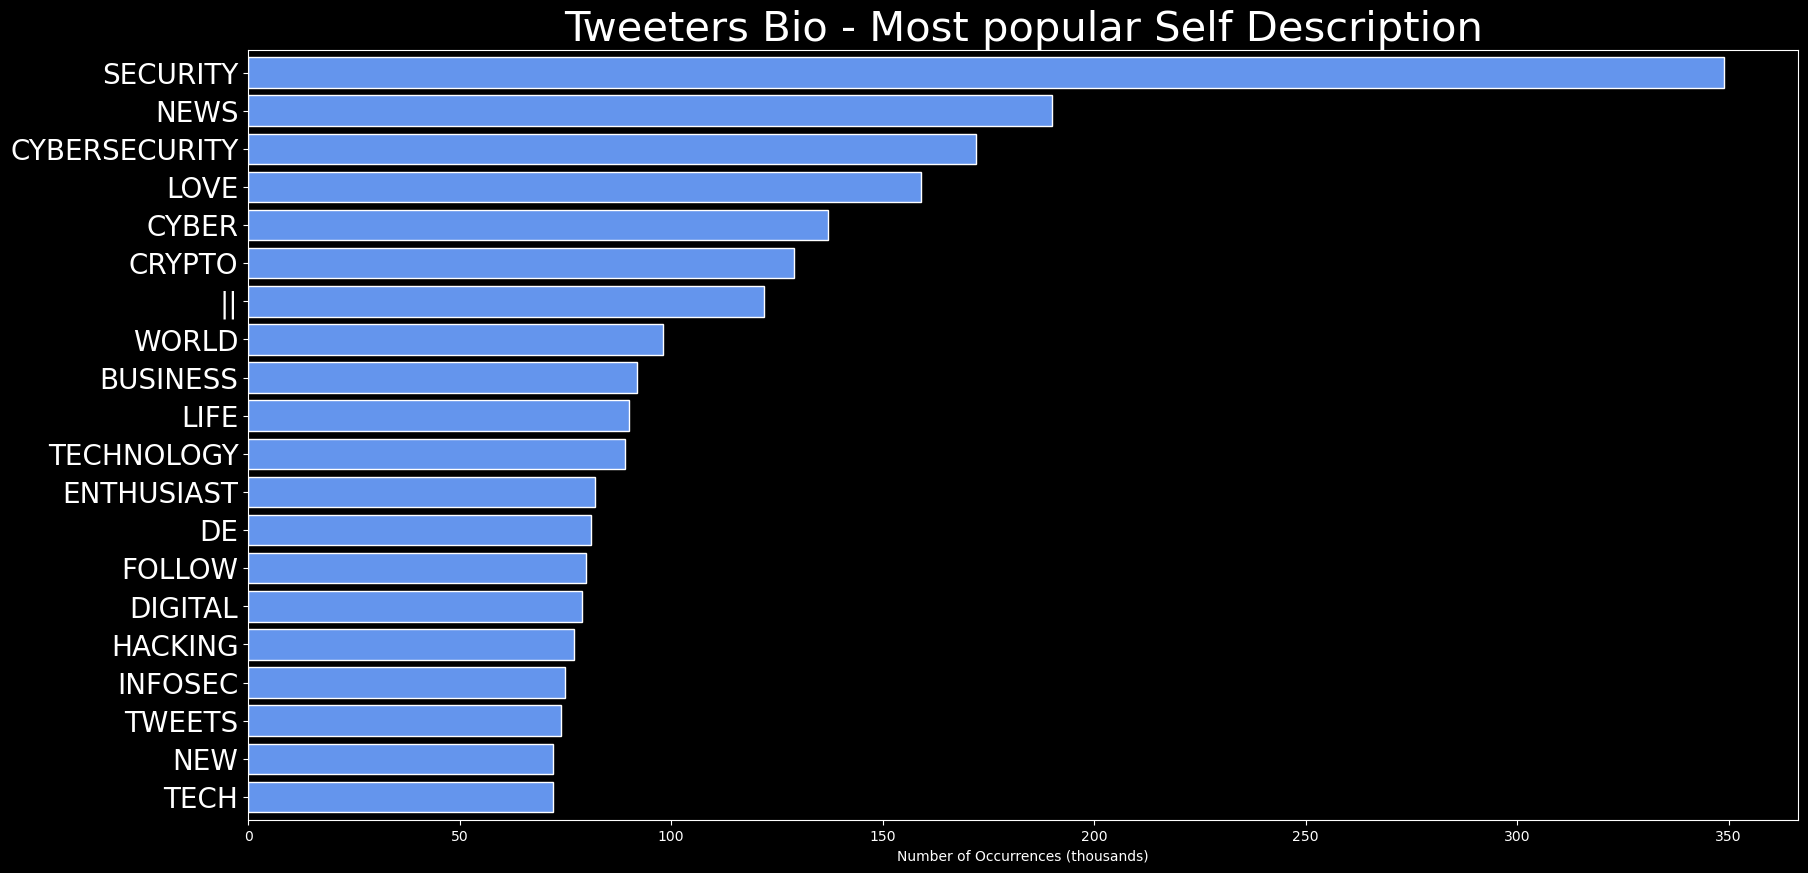 Tweeters Bio - Most popular Self Description
SECURITY
NEWS
CYBERSECURITY
LOVE
CYBER
CRYPTO
||
WORLD
BUSINESS
LIFE
TECHNOLOGY
ENTHUSIAST
DE
FOLLOW
DIGITAL
HACKING
INFOSEC
TWEETS
NEW
TECH
0 50 100 150 200 250 300 350
Number of Occurrences (thousands)